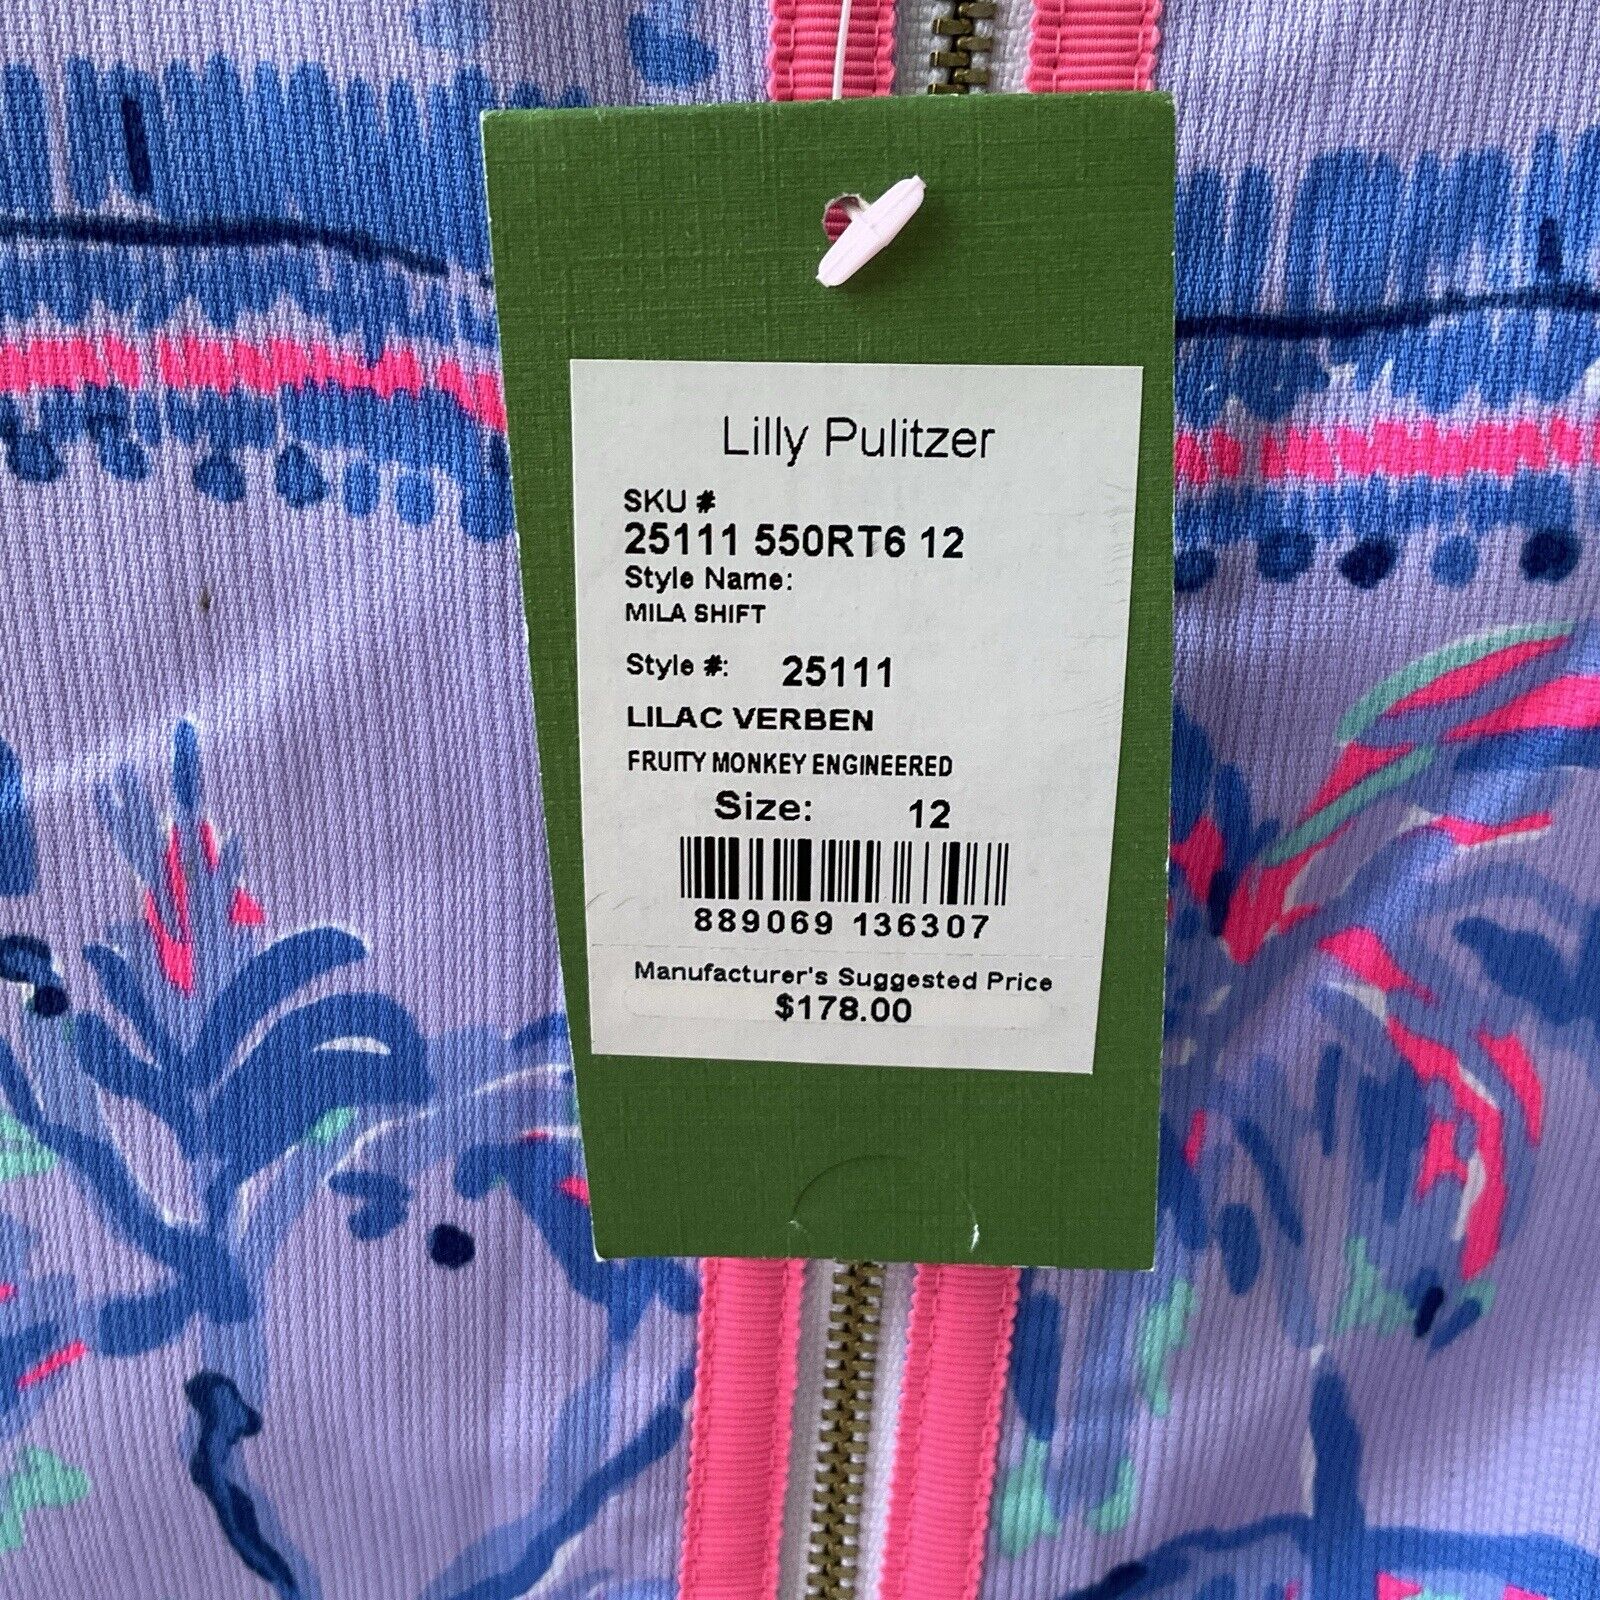 Lilly Pulitzer
SKU #
25111 550RT6 12
Style Name:
MILA SHIFT
Style #: 25111
LILAC VERBEN
FRUITY MONKEY ENGINEERED
Size: 12
889069 136307
Manufacturer's Suggested Price
$178.00